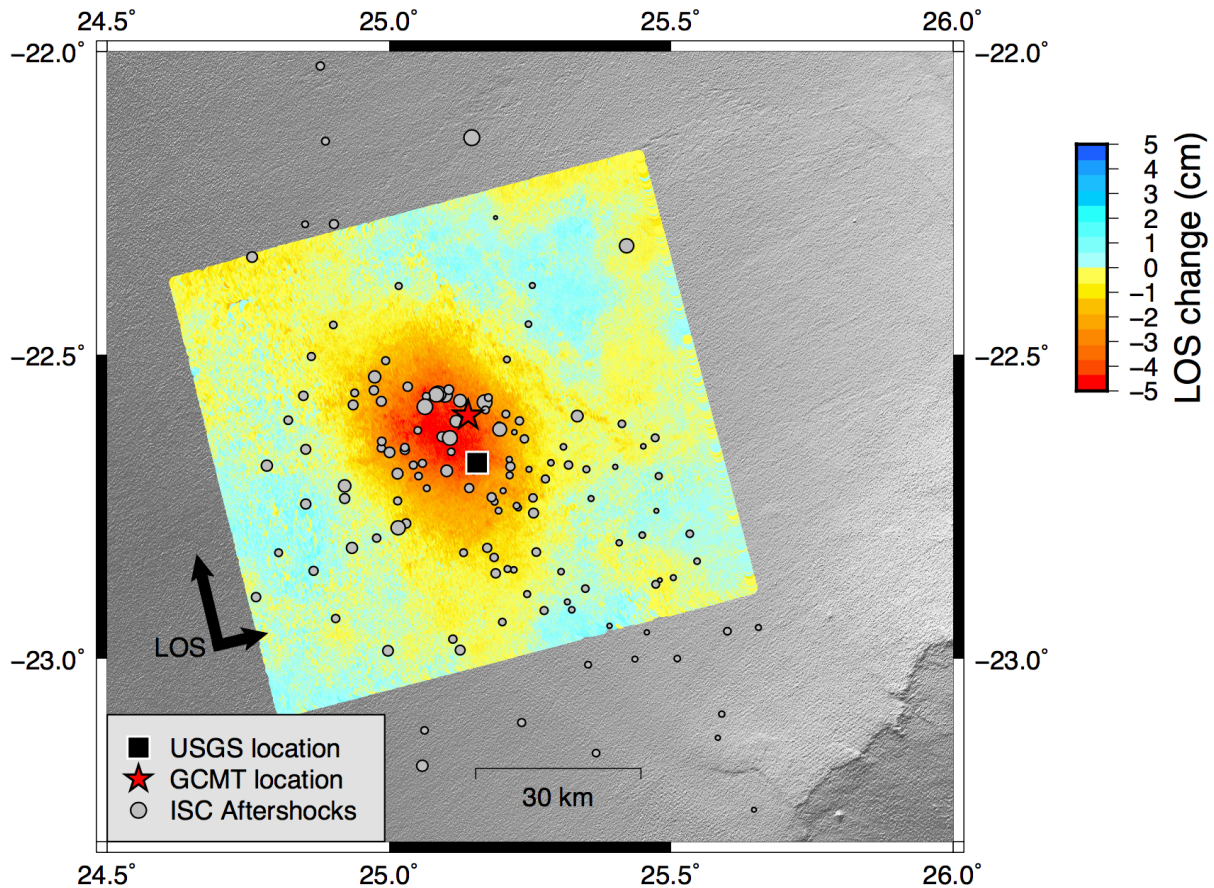 24.5° 25.0° 25.5° 26.0°
−22.0° −22.0°
−22.5° −22.5°
−23.0° −23.0°
LOS
USGS location
GCMT location
ISC Aftershocks
30 km
24.5° 25.0° 25.5° 26.0°
5
4
3
2
1
0
−1
−2
−3
−4
−5
LOS change (cm)